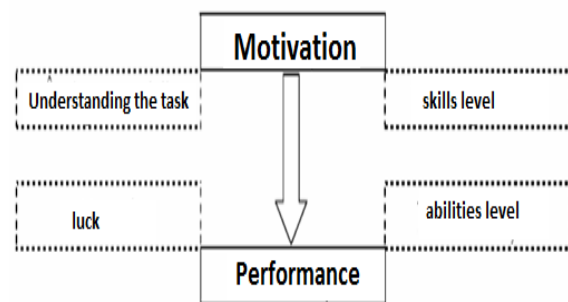 Motivation
Understanding the task
skills level
luck
abilities level
Performance